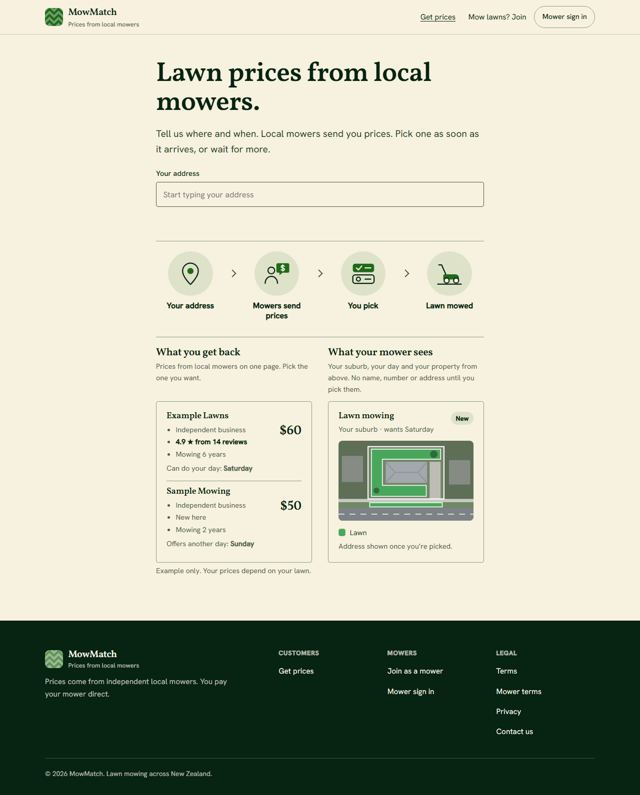 MowMatch
Prices from local mowers
Get prices
Mow lawns? Join
Mower sign in
Lawn prices from local
mowers.
Tell us where and when. Local mowers send you prices. Pick one as soon as
it arrives, or wait for more.
Your address
Start typing your address
$
Your address
Mowers send
prices
You pick
Lawn mowed
What you get back
Prices from local mowers on one page. Pick the
one you want.
What your mower sees
Your suburb, your day and your property from
above. No name, number or address until you
pick them.
Example Lawns
• Independent business
• 4.9 ★ from 14 reviews
• Mowing 6 years
$60
Can do your day: Saturday
Sample Mowing
• Independent business
• New here
• Mowing 2 years
$50
Offers another day: Sunday
Example only. Your prices depend on your lawn.
Lawn mowing
Your suburb · wants Saturday
New
Lawn
Address shown once you're picked.
MowMatch
Prices from local mowers
Prices come from independent local mowers. You pay
your mower direct.
CUSTOMERS
Get prices
MOWERS
Join as a mower
Mower sign in
LEGAL
Terms
Mower terms
Privacy
Contact us
© 2026 MowMatch. Lawn mowing across New Zealand.